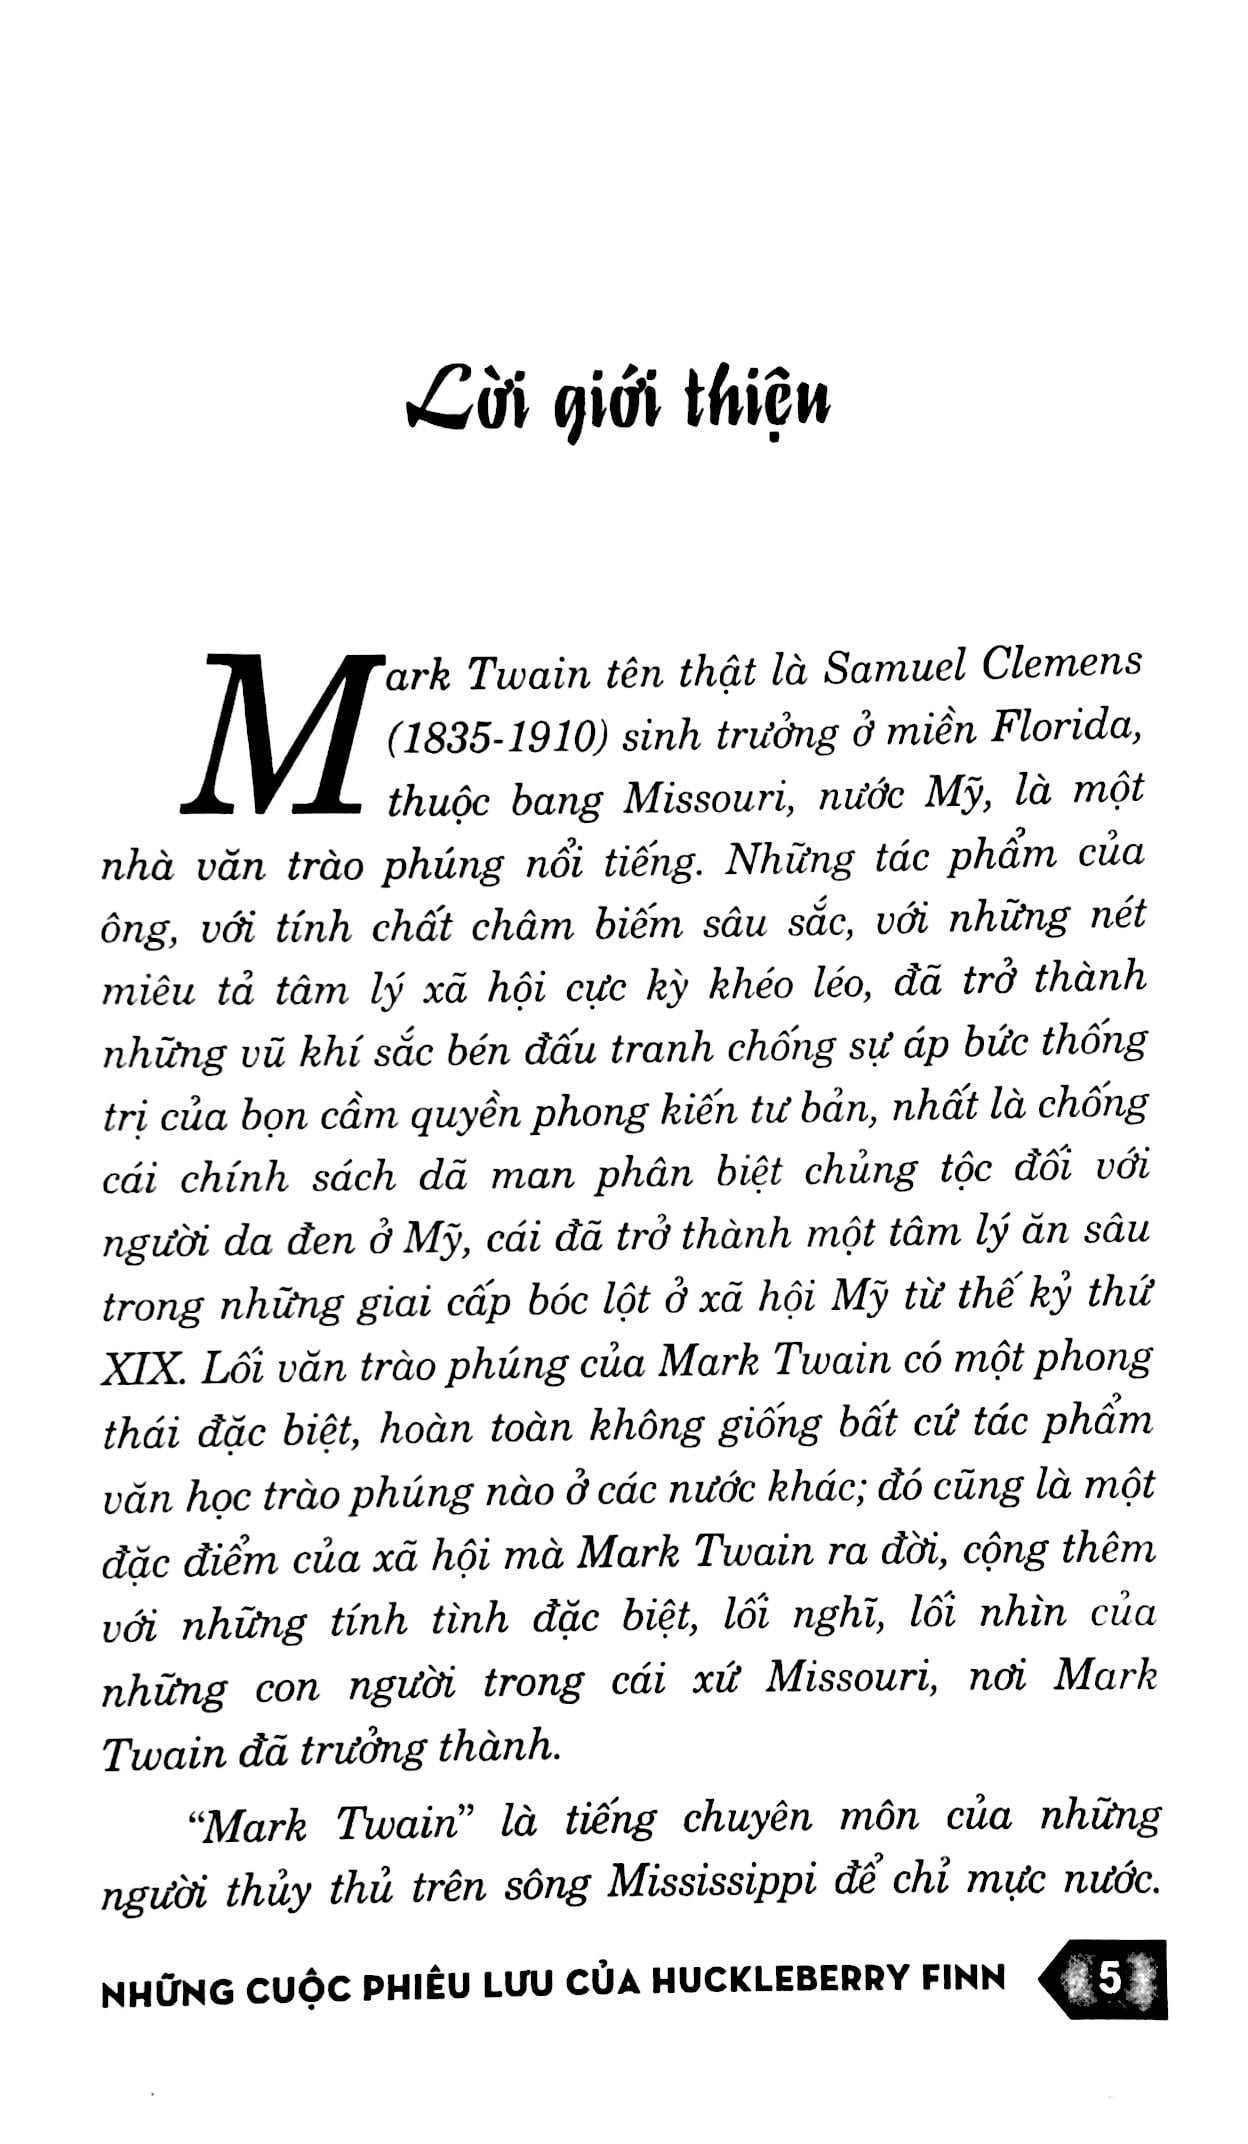 Lời giới thiệu
Mark Twain tên thật là Samuel Clemens
(1835-1910) sinh trưởng ở miền Florida,
thuộc bang Missouri, nước Mỹ, là một
nhà văn trào phúng nổi tiếng. Những tác phẩm của
ông, với tính chất châm biếm sâu sắc, với những nét
miêu tả tâm lý xã hội cực kỳ khéo léo, đã trở thành
những vũ khí sắc bén đấu tranh chống sự áp bức thống
trị của bọn cầm quyền phong kiến tư bản, nhất là chống
cái chính sách dã man phân biệt chủng tộc đối với
người da đen ở Mỹ, cái đã trở thành một tâm lý ăn sâu
trong những giai cấp bóc lột ở xã hội Mỹ từ thế kỷ thứ
XIX. Lối văn trào phúng của Mark Twain có một phong
thái đặc biệt, hoàn toàn không giống bất cứ tác phẩm
văn học trào phúng nào ở các nước khác; đó cũng là một
đặc điểm của xã hội mà Mark Twain ra đời, cộng thêm
với những tính tình đặc biệt, lối nghĩ, lối nhìn của
những con người trong cái xứ Missouri, nơi Mark
Twain đã trưởng thành.
“Mark Twain” là tiếng chuyên môn của những
người thủy thủ trên sông Mississippi để chỉ mực nước.
NHỮNG CUỘC PHIÊU LƯU CỦA HUCKLEBERRY FINN 5